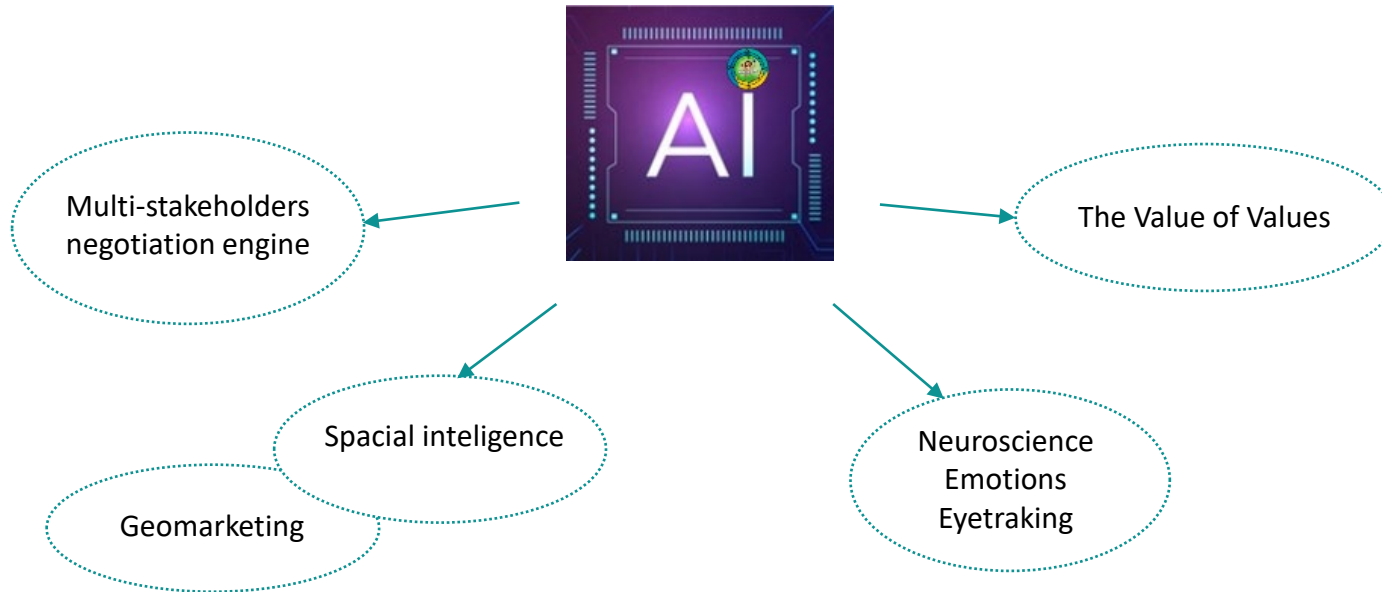 AI
Multi-stakeholders
negotiation engine
The Value of Values
Spacial inteligence
Geomarketing
Neuroscience
Emotions
Eyetraking